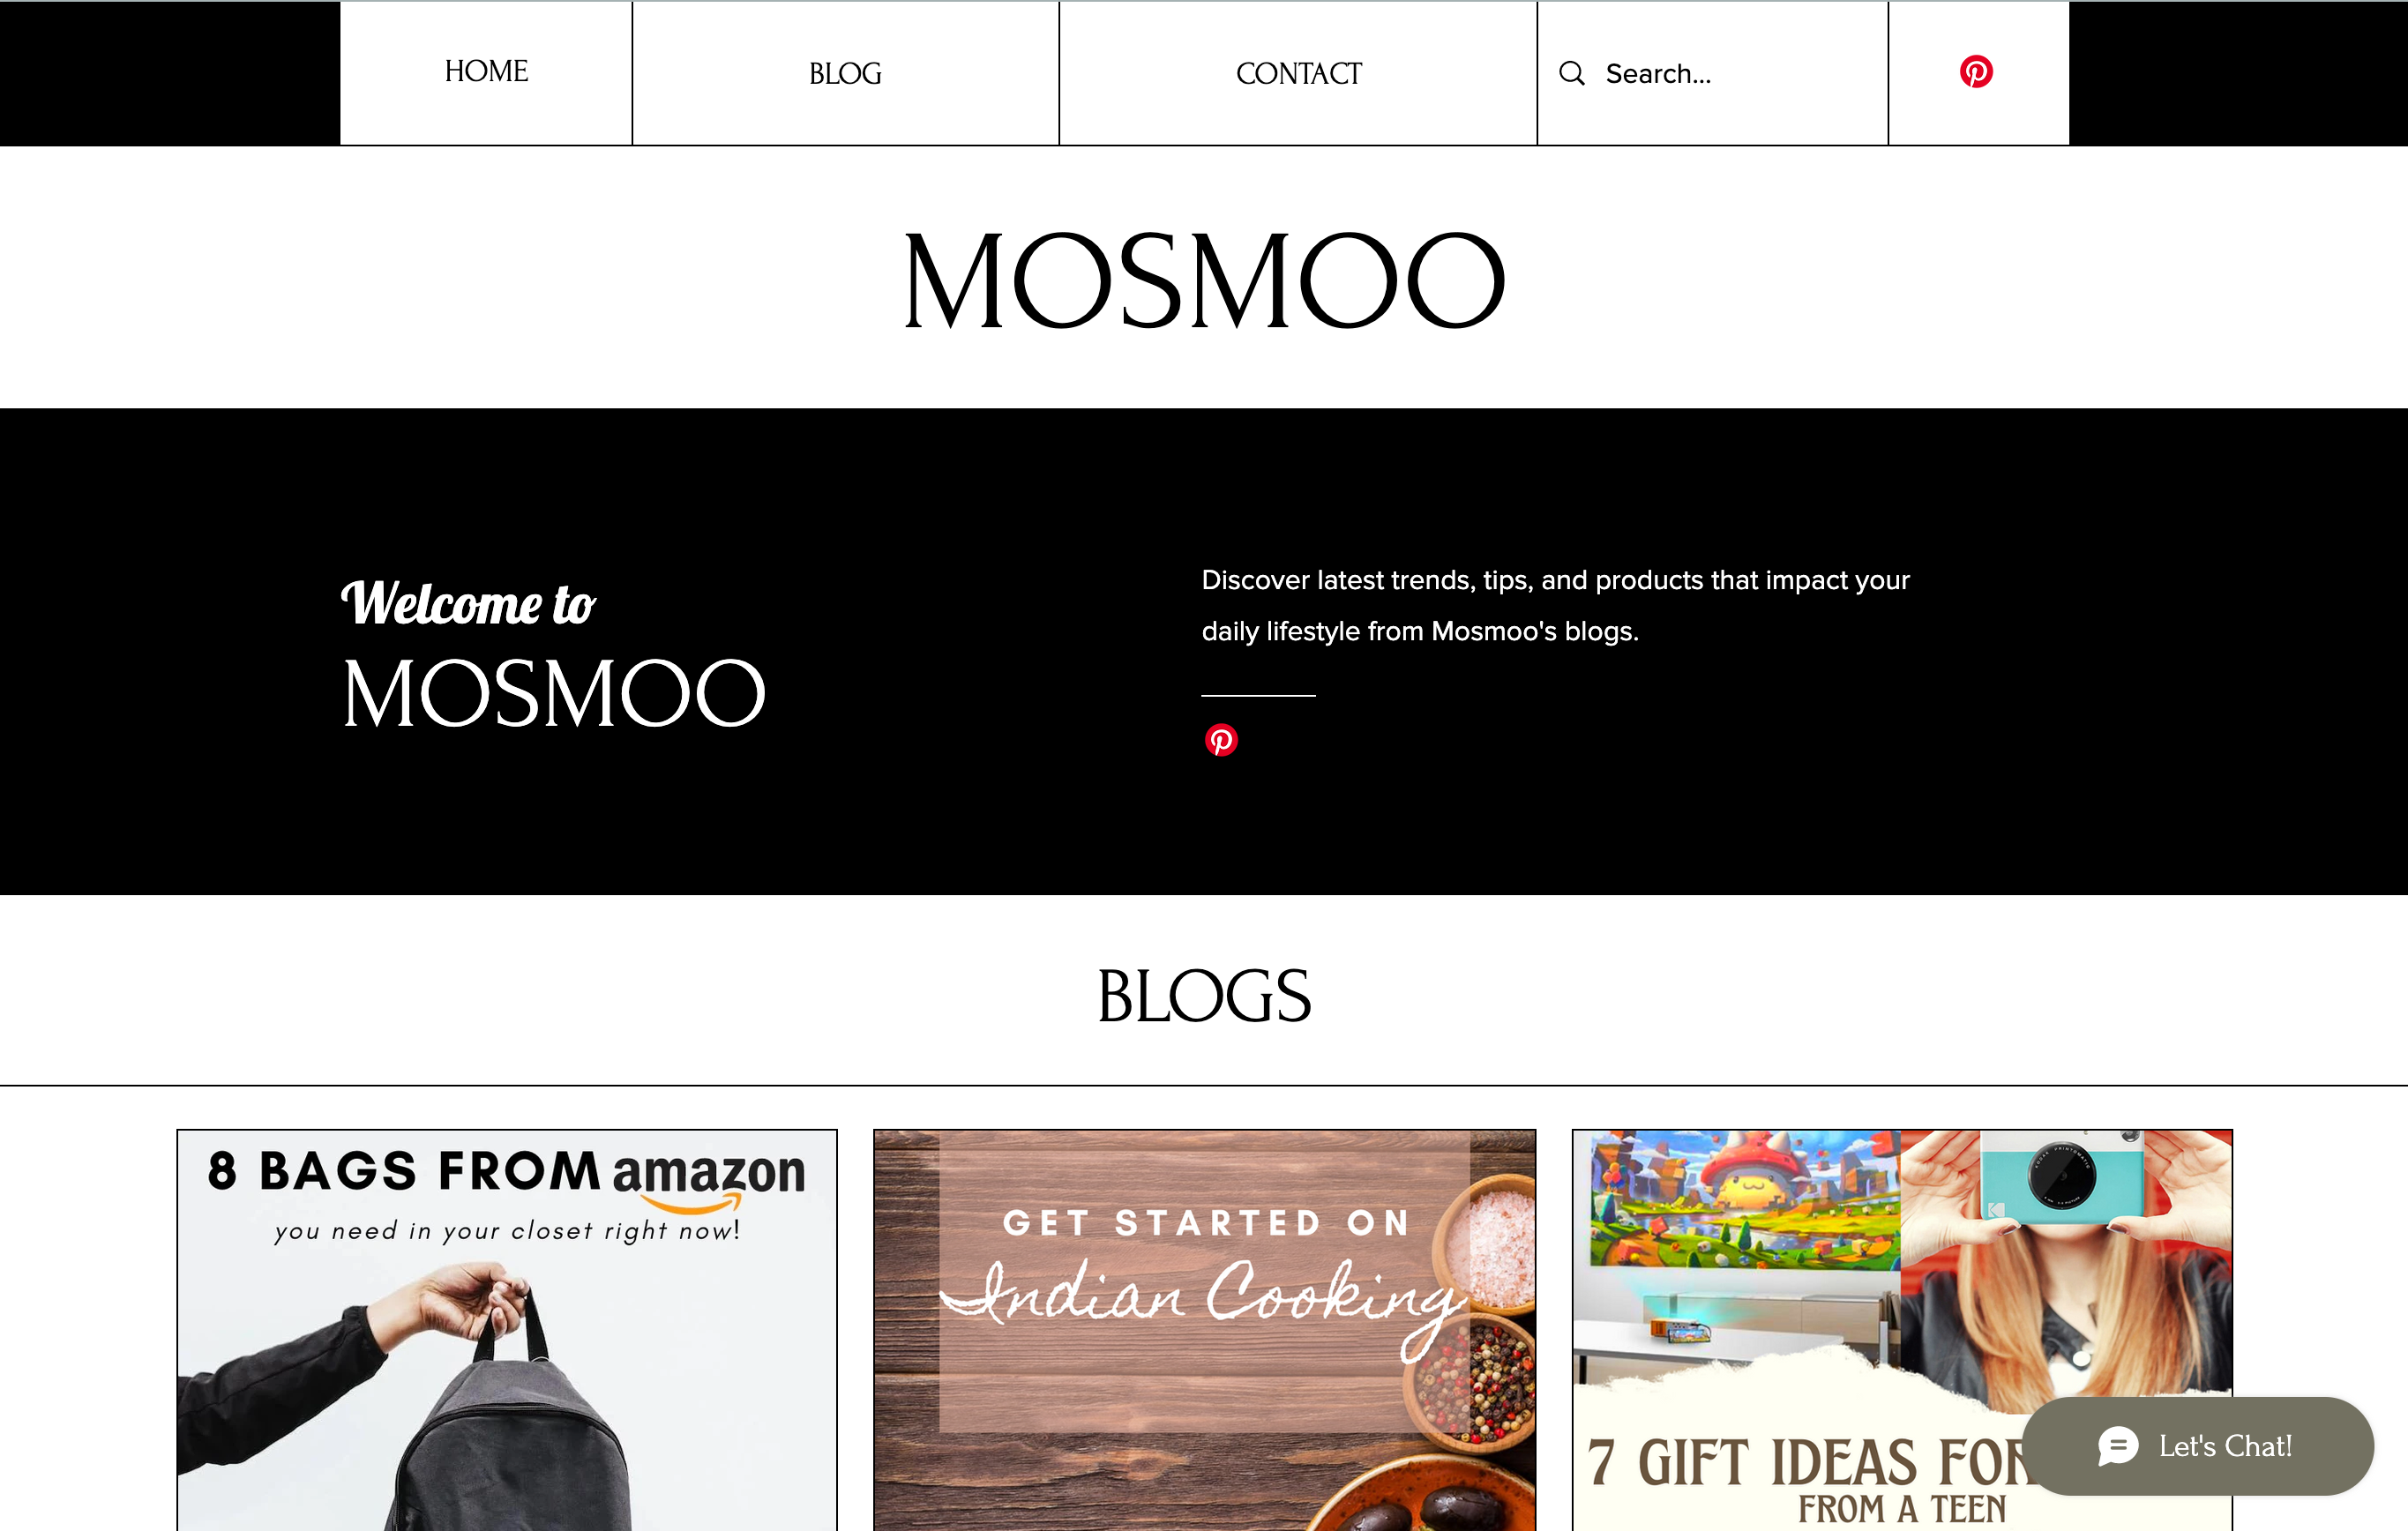 HOME
BLOG
CONTACT
Search...
MOSMOO
Welcome to
MOSMOO
Discover latest trends, tips, and products that impact your
daily lifestyle from Mosmoo's blogs.
BLOGS
8 BAGS FROM amazon
you need in your closet right now!
GET STARTED ON
Indian Cooking
7 GIFT IDEAS FOR
FROM A TEEN
Let's Chat!